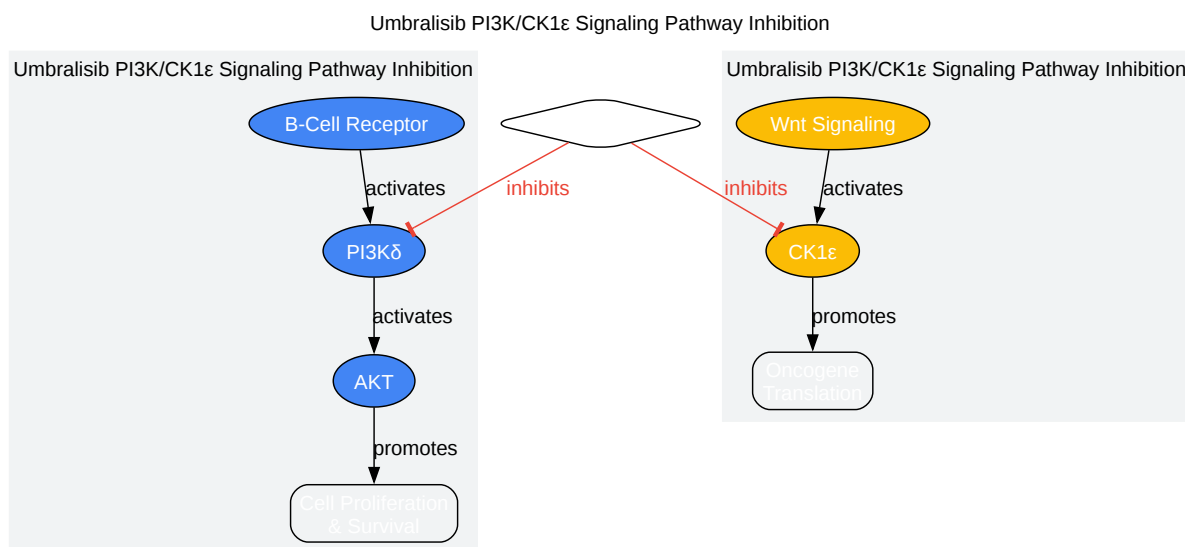 Umbralisib PI3K/CK1ε Signaling Pathway Inhibition
Umbralisib PI3K/CK1ε Signaling Pathway Inhibition
Umbralisib PI3K/CK1ε Signaling Pathway Inhibition
B-Cell Receptor
Wnt Signaling
activates
inhibits
inhibits
activates
PI3Kδ
CK1ε
activates
promotes
AKT
Oncogene
Translation
promotes
Cell Proliferation
& Survival